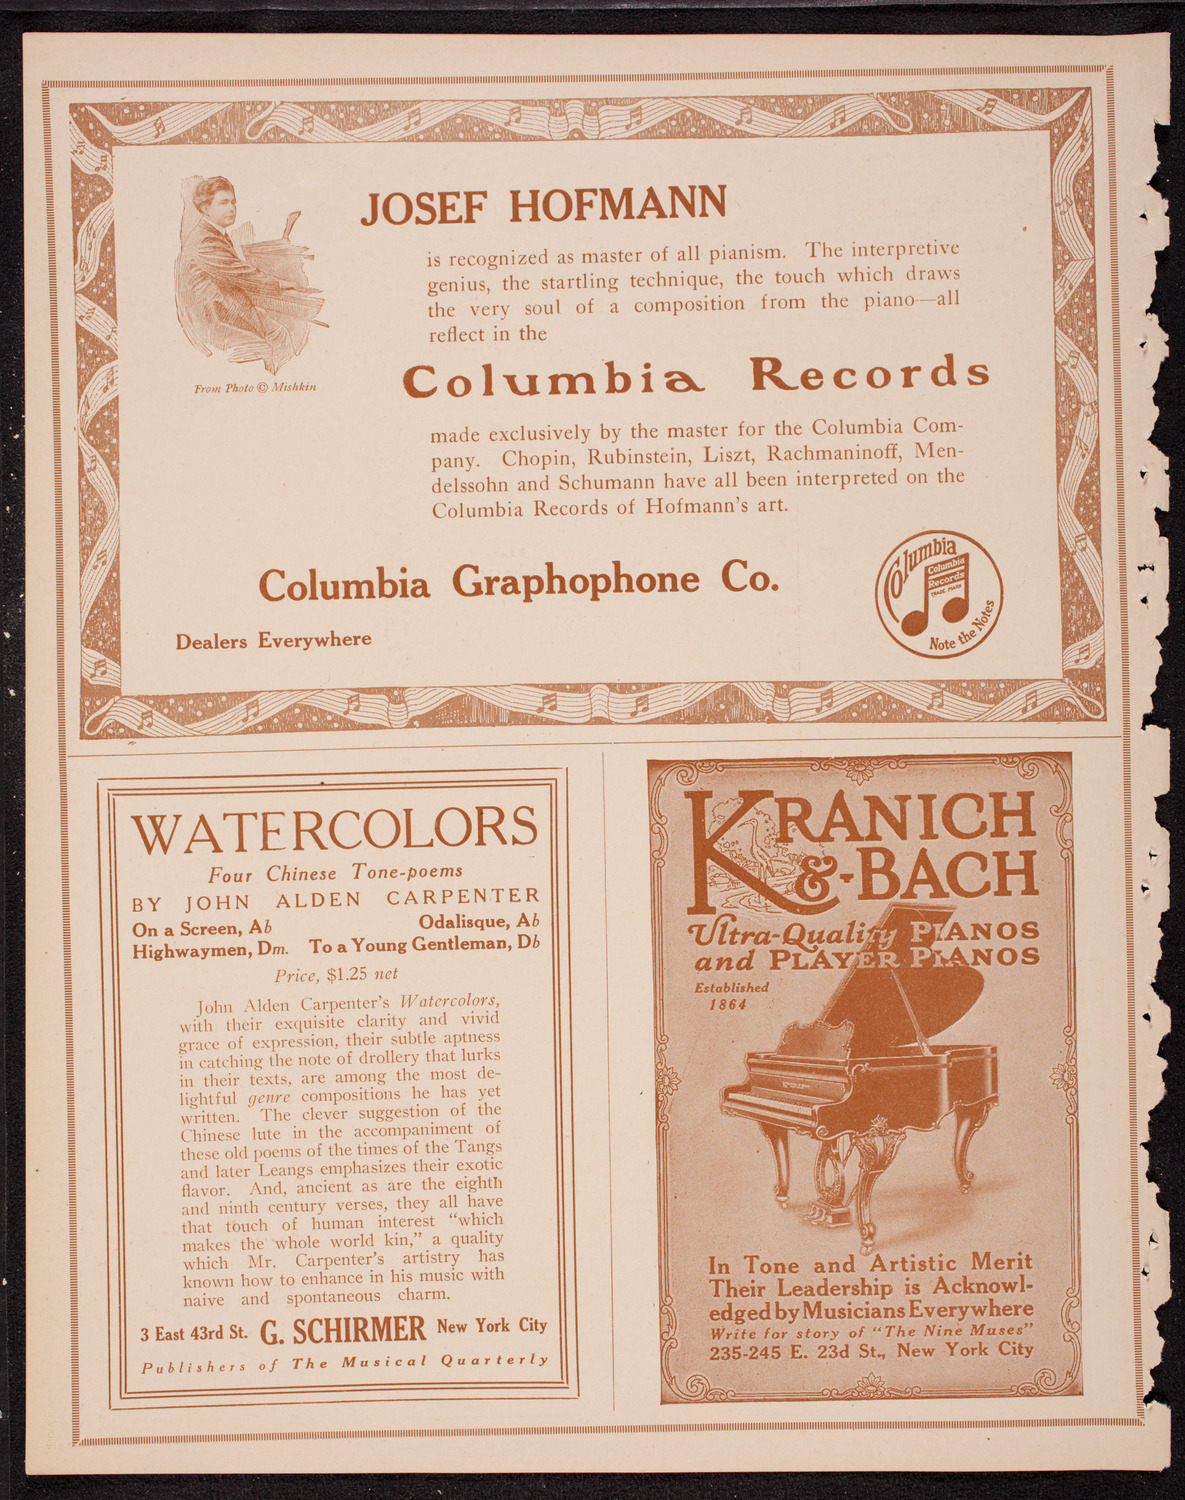 JOSEF HOFMANN
is recognized as master of all pianism. The interpretive
genius, the startling technique, the touch which draws
the very soul of a composition from the piano—all
reflect in the
From Photo © Mishkin
Columbia Records
made exclusively by the master for the Columbia Com-
pany. Chopin, Rubinstein, Liszt, Rachmaninoff, Men-
delssohn and Schumann have all been interpreted on the
Columbia Records of Hofmann's art.
Columbia Graphophone Co.
Dealers Everywhere
Columbia
Columbia
Records
TRADE MARK
Note the Notes
WATERCOLORS
Four Chinese Tone-poems
BY JOHN ALDEN CARPENTER
On a Screen, Ab Odalisque, Ab
Highwaymen, Dm. To a Young Gentleman, Db
Price, $1.25 net
John Alden Carpenter's Watercolors,
with their exquisite clarity and vivid
grace of expression, their subtle aptness
in catching the note of drollery that lurks
in their texts, are among the most de-
lightful genre compositions he has yet
written. The clever suggestion of the
Chinese lute in the accompaniment of
these old poems of the times of the Tangs
and later Leangs emphasizes their exotic
flavor. And, ancient as are the eighth
and ninth century verses, they all have
that touch of human interest "which
makes the whole world kin," a quality
which Mr. Carpenter's artistry has
known how to enhance in his music with
naive and spontaneous charm.
3 East 43rd St. G. SCHIRMER New York City
Publishers of The Musical Quarterly
KRANICH
&-BACH
Ultra-Quality PIANOS
and PLAYER PIANOS
Established
1864
In Tone and Artistic Merit
Their Leadership is Acknowl-
edged by Musicians Everywhere
Write for story of "The Nine Muses"
235-245 E. 23d St., New York City